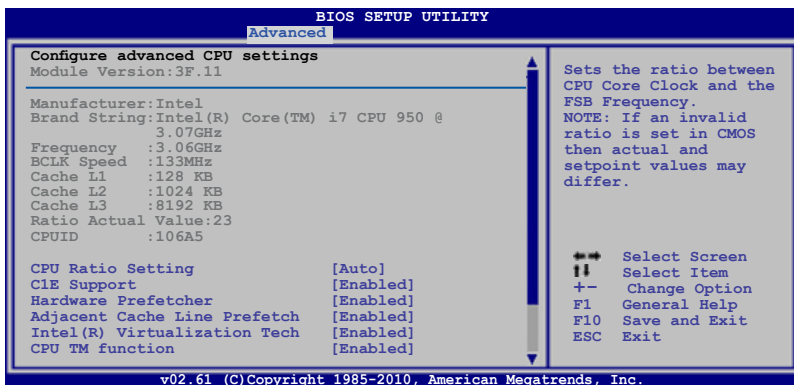 BIOS SETUP UTILITY
Advanced
Configure advanced CPU settings
Module Version:3F.11
Manufacturer:Intel
Brand String:Intel(R) Core(TM) i7 CPU 950 @
3.07GHz
Frequency :3.06GHz
BCLK Speed :133MHz
Cache L1 :128 KB
Cache L2 :1024 KB
Cache L3 :8192 KB
Ratio Actual Value:23
CPUID :106A5
CPU Ratio Setting [Auto]
C1E Support [Enabled]
Hardware Prefetcher [Enabled]
Adjacent Cache Line Prefetch [Enabled]
Intel(R) Virtualization Tech [Enabled]
CPU TM function [Enabled]
Sets the ratio between
CPU Core Clock and the
FSB Frequency.
NOTE: If an invalid
ratio is set in CMOS
then actual and
setpoint values may
differ.
←→ Select Screen
↑↓ Select Item
+- Change Option
F1 General Help
F10 Save and Exit
ESC Exit
v02.61 (C)Copyright 1985-2010, American Megatrends, Inc.